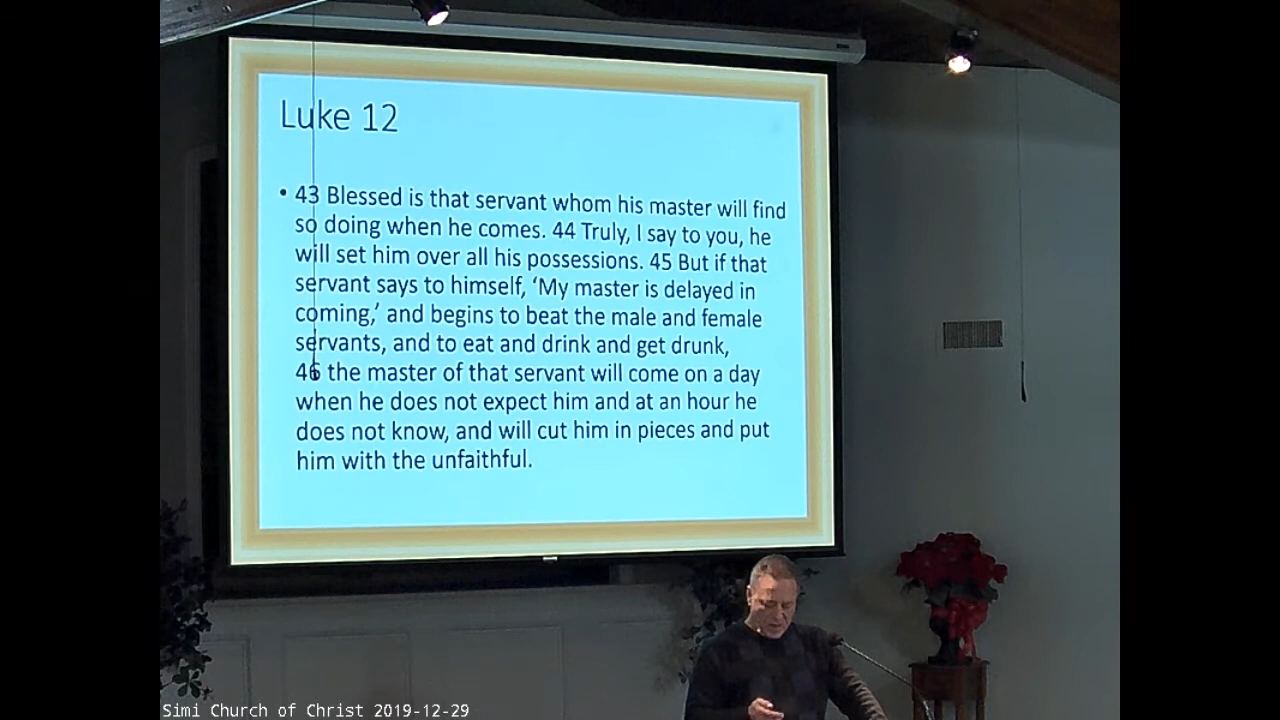 Luke 12
• 43 Blessed is that servant whom his master will find
so doing when he comes. 44 Truly, I say to you, he
will set him over all his possessions. 45 But if that
servant says to himself, ‘My master is delayed in
coming,’ and begins to beat the male and female
servants, and to eat and drink and get drunk,
46 the master of that servant will come on a day
when he does not expect him and at an hour he
does not know, and will cut him in pieces and put
him with the unfaithful.
Simi Church of Christ 2019-12-29